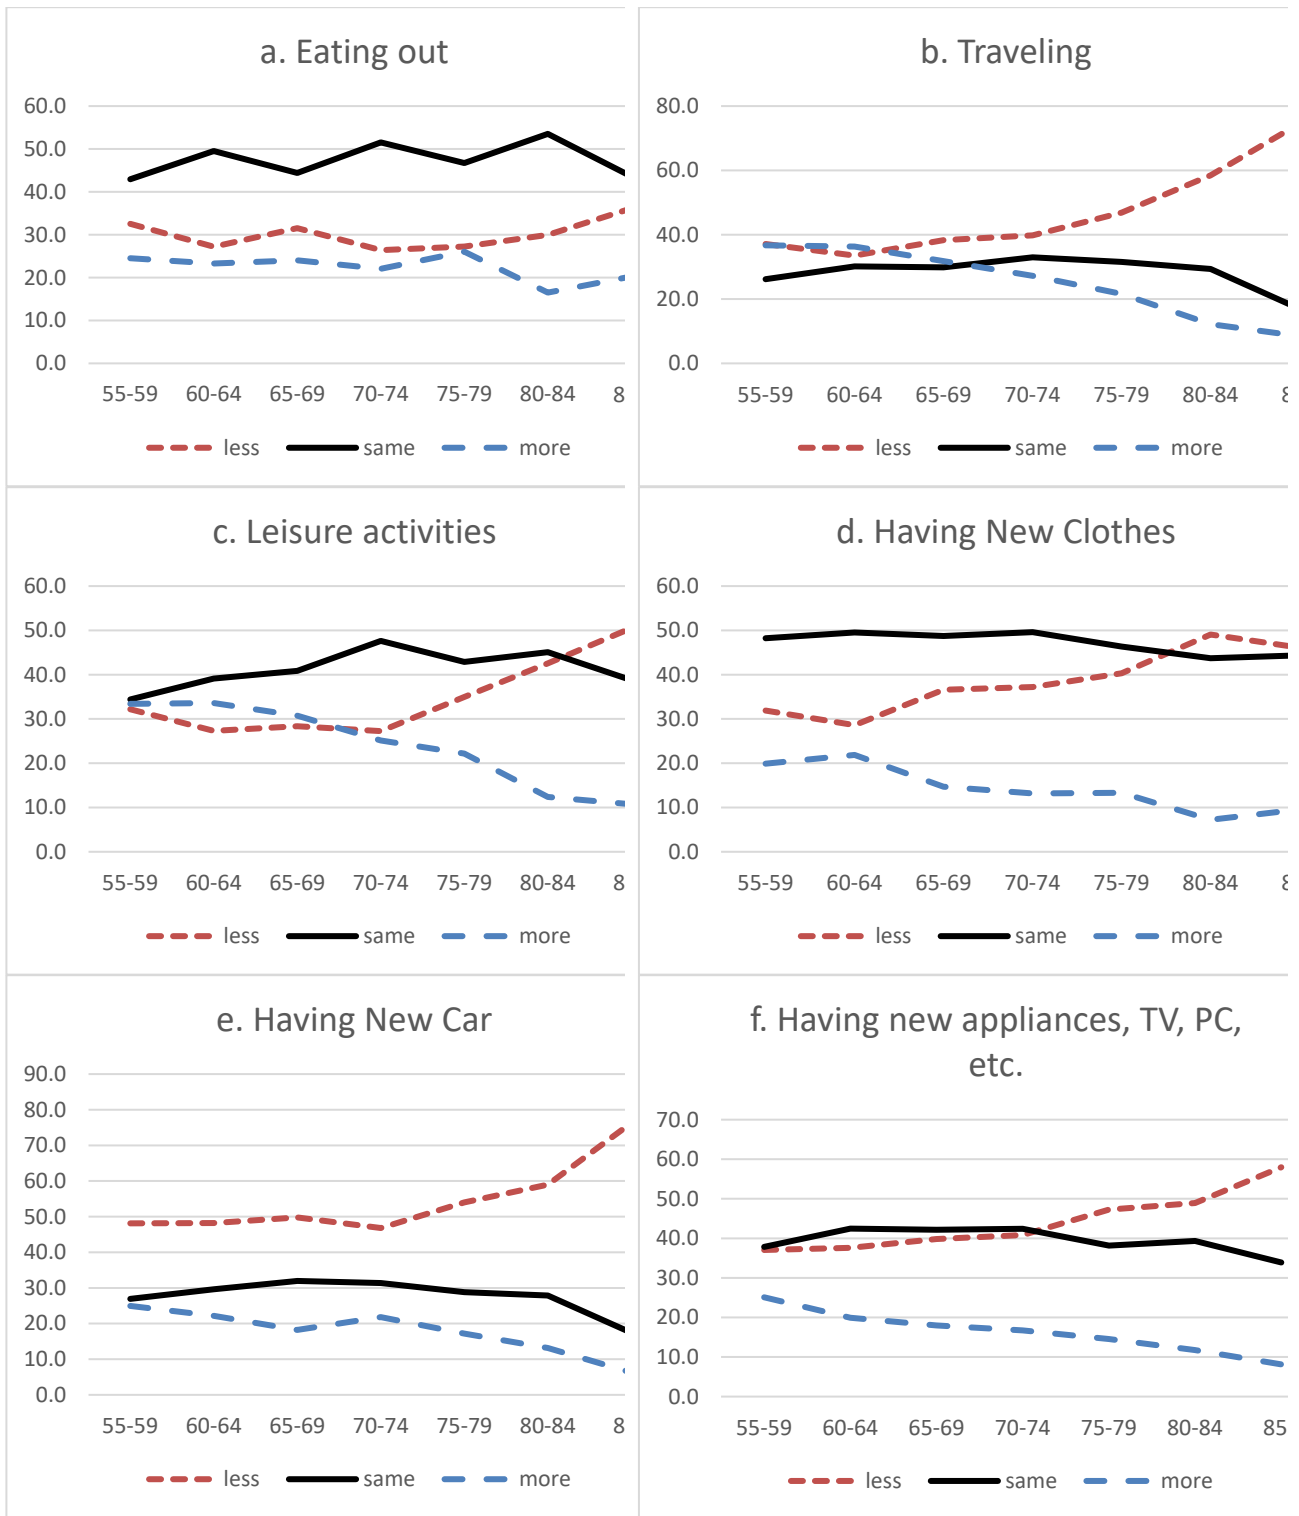 a. Eating out
60.0
50.0
40.0
30.0
20.0
10.0
0.0
55-59 60-64 65-69 70-74 75-79 80-84 8
less same more
b. Traveling
80.0
60.0
40.0
20.0
0.0
55-59 60-64 65-69 70-74 75-79 80-84 8
less same more
c. Leisure activities
60.0
50.0
40.0
30.0
20.0
10.0
0.0
55-59 60-64 65-69 70-74 75-79 80-84 8
less same more
d. Having New Clothes
60.0
50.0
40.0
30.0
20.0
10.0
0.0
55-59 60-64 65-69 70-74 75-79 80-84 8
less same more
e. Having New Car
90.0
80.0
70.0
60.0
50.0
40.0
30.0
20.0
10.0
0.0
55-59 60-64 65-69 70-74 75-79 80-84 8
less same more
f. Having new appliances, TV, PC,
etc.
70.0
60.0
50.0
40.0
30.0
20.0
10.0
0.0
55-59 60-64 65-69 70-74 75-79 80-84 85
less same more